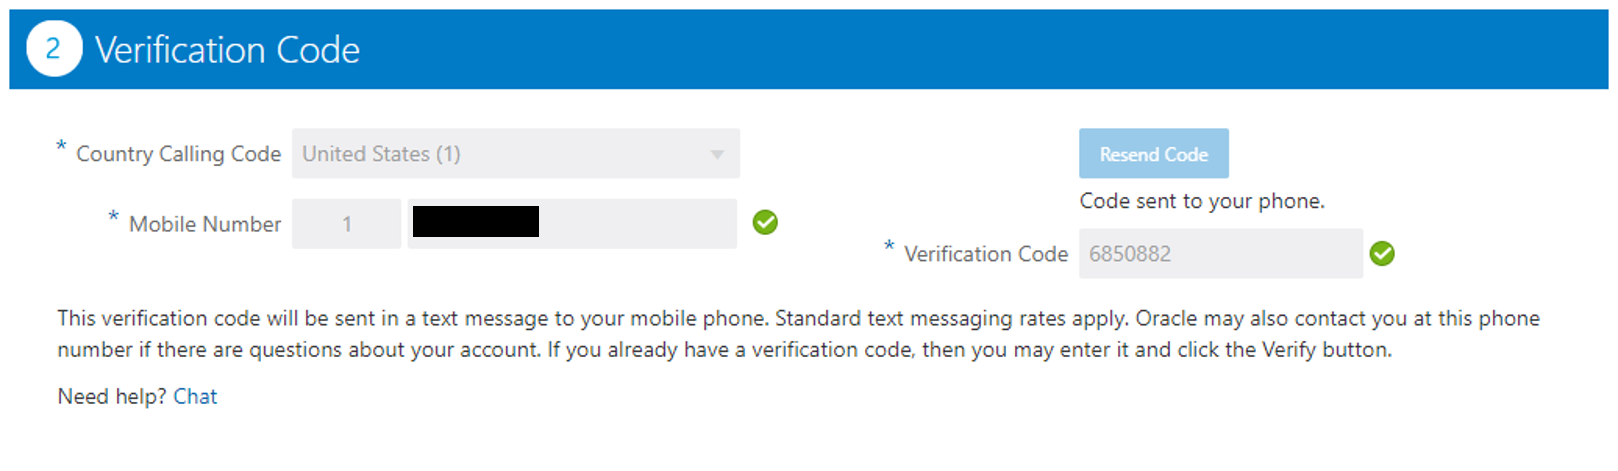 2 Verification Code
* Country Calling Code United States (1)
Resend Code
Code sent to your phone.
* Mobile Number 1
* Verification Code 6850882
This verification code will be sent in a text message to your mobile phone. Standard text messaging rates apply. Oracle may also contact you at this phone
number if there are questions about your account. If you already have a verification code, then you may enter it and click the Verify button.
Need help? Chat